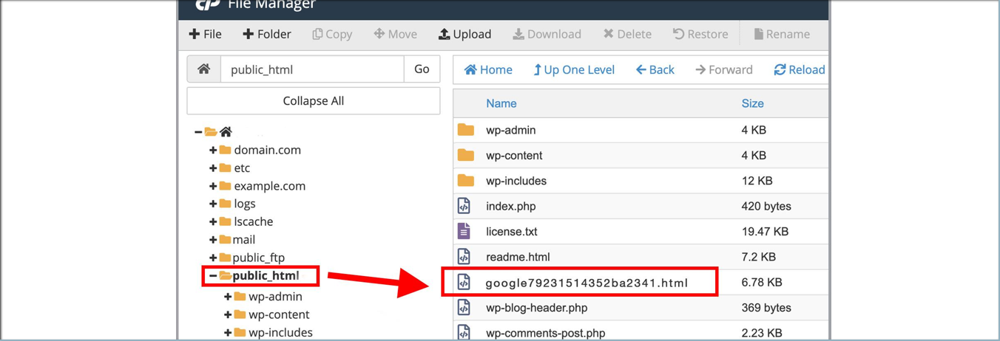 File Manager
File
Folder
Copy
Move
Upload
Download
Delete
Restore
Rename
public_html
Go
Collapse All
domain.com
etc
example.com
logs
lscache
mail
public_ftp
public_html
wp-admin
wp-content
wp-includes
Home
Up One Level
Back
Forward
Reload
Name Size
wp-admin 4 KB
wp-content 4 KB
wp-includes 12 KB
index.php 420 bytes
license.txt 19.47 KB
readme.html 7.2 KB
google79231514352ba2341.html 6.78 KB
wp-blog-header.php 369 bytes
wp-comments-post.php 2.23 KB